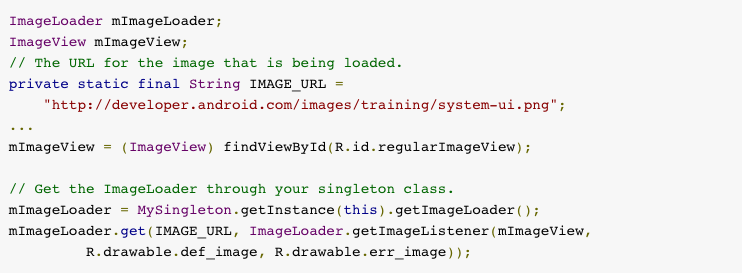 ImageLoader mImageLoader;
ImageView mImageView;
// The URL for the image that is being loaded.
private static final String IMAGE_URL =
    "http://developer.android.com/images/training/system-ui.png";
...
mImageView = (ImageView) findViewById(R.id.regularImageView);

// Get the ImageLoader through your singleton class.
mImageLoader = MySingleton.getInstance(this).getImageLoader();
mImageLoader.get(IMAGE_URL, ImageLoader.getImageListener(mImageView,
         R.drawable.def_image, R.drawable.err_image));